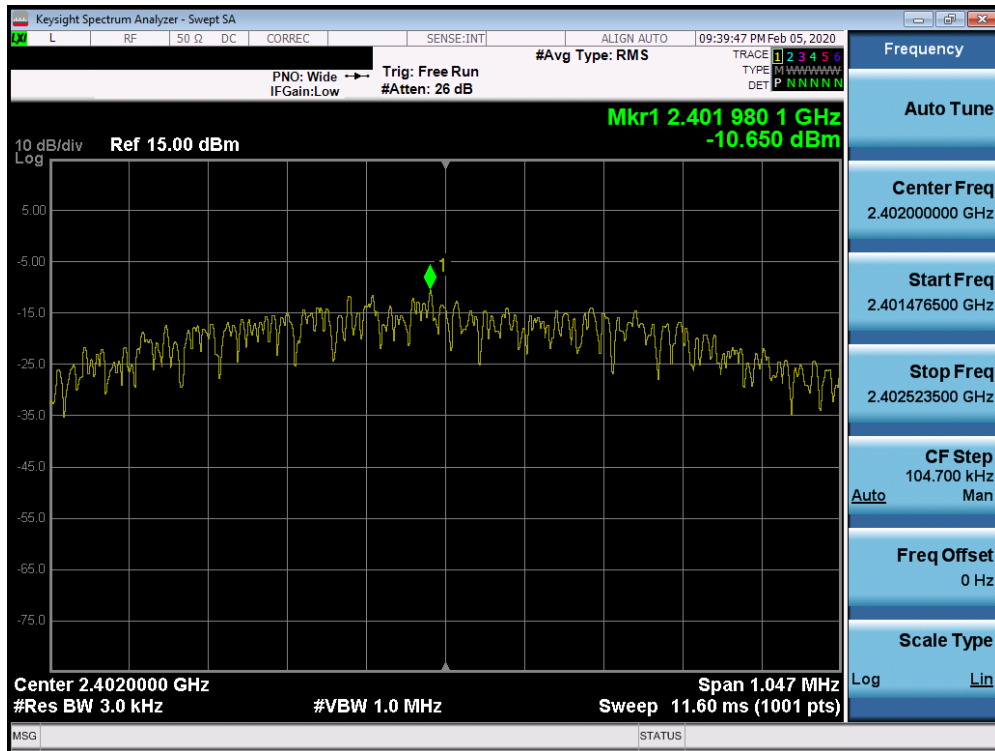 Keysight Spectrum Analyzer - Swept SA
LXI L RF 50 Ω DC CORREC SENSE:INT ALIGN AUTO 09:39:47 PM Feb 05, 2020
PNO: Wide
IFGain:Low
Trig: Free Run
#Atten: 26 dB
#Avg Type: RMS
TRACE 1 2 3 4 5 6
TYPE M WWWWW
DET P N N N N N
Mkr1 2.401 980 1 GHz
-10.650 dBm
10 dB/div Ref 15.00 dBm
Log
1
5.00
-5.00
-15.0
-25.0
-35.0
-45.0
-55.0
-65.0
-75.0
Center 2.4020000 GHz Span 1.047 MHz
#Res BW 3.0 kHz #VBW 1.0 MHz Sweep 11.60 ms (1001 pts)
MSG STATUS
Frequency
Auto Tune
Center Freq
2.402000000 GHz
Start Freq
2.401476500 GHz
Stop Freq
2.402523500 GHz
CF Step
104.700 kHz
Auto Man
Freq Offset
0 Hz
Scale Type
Log Lin